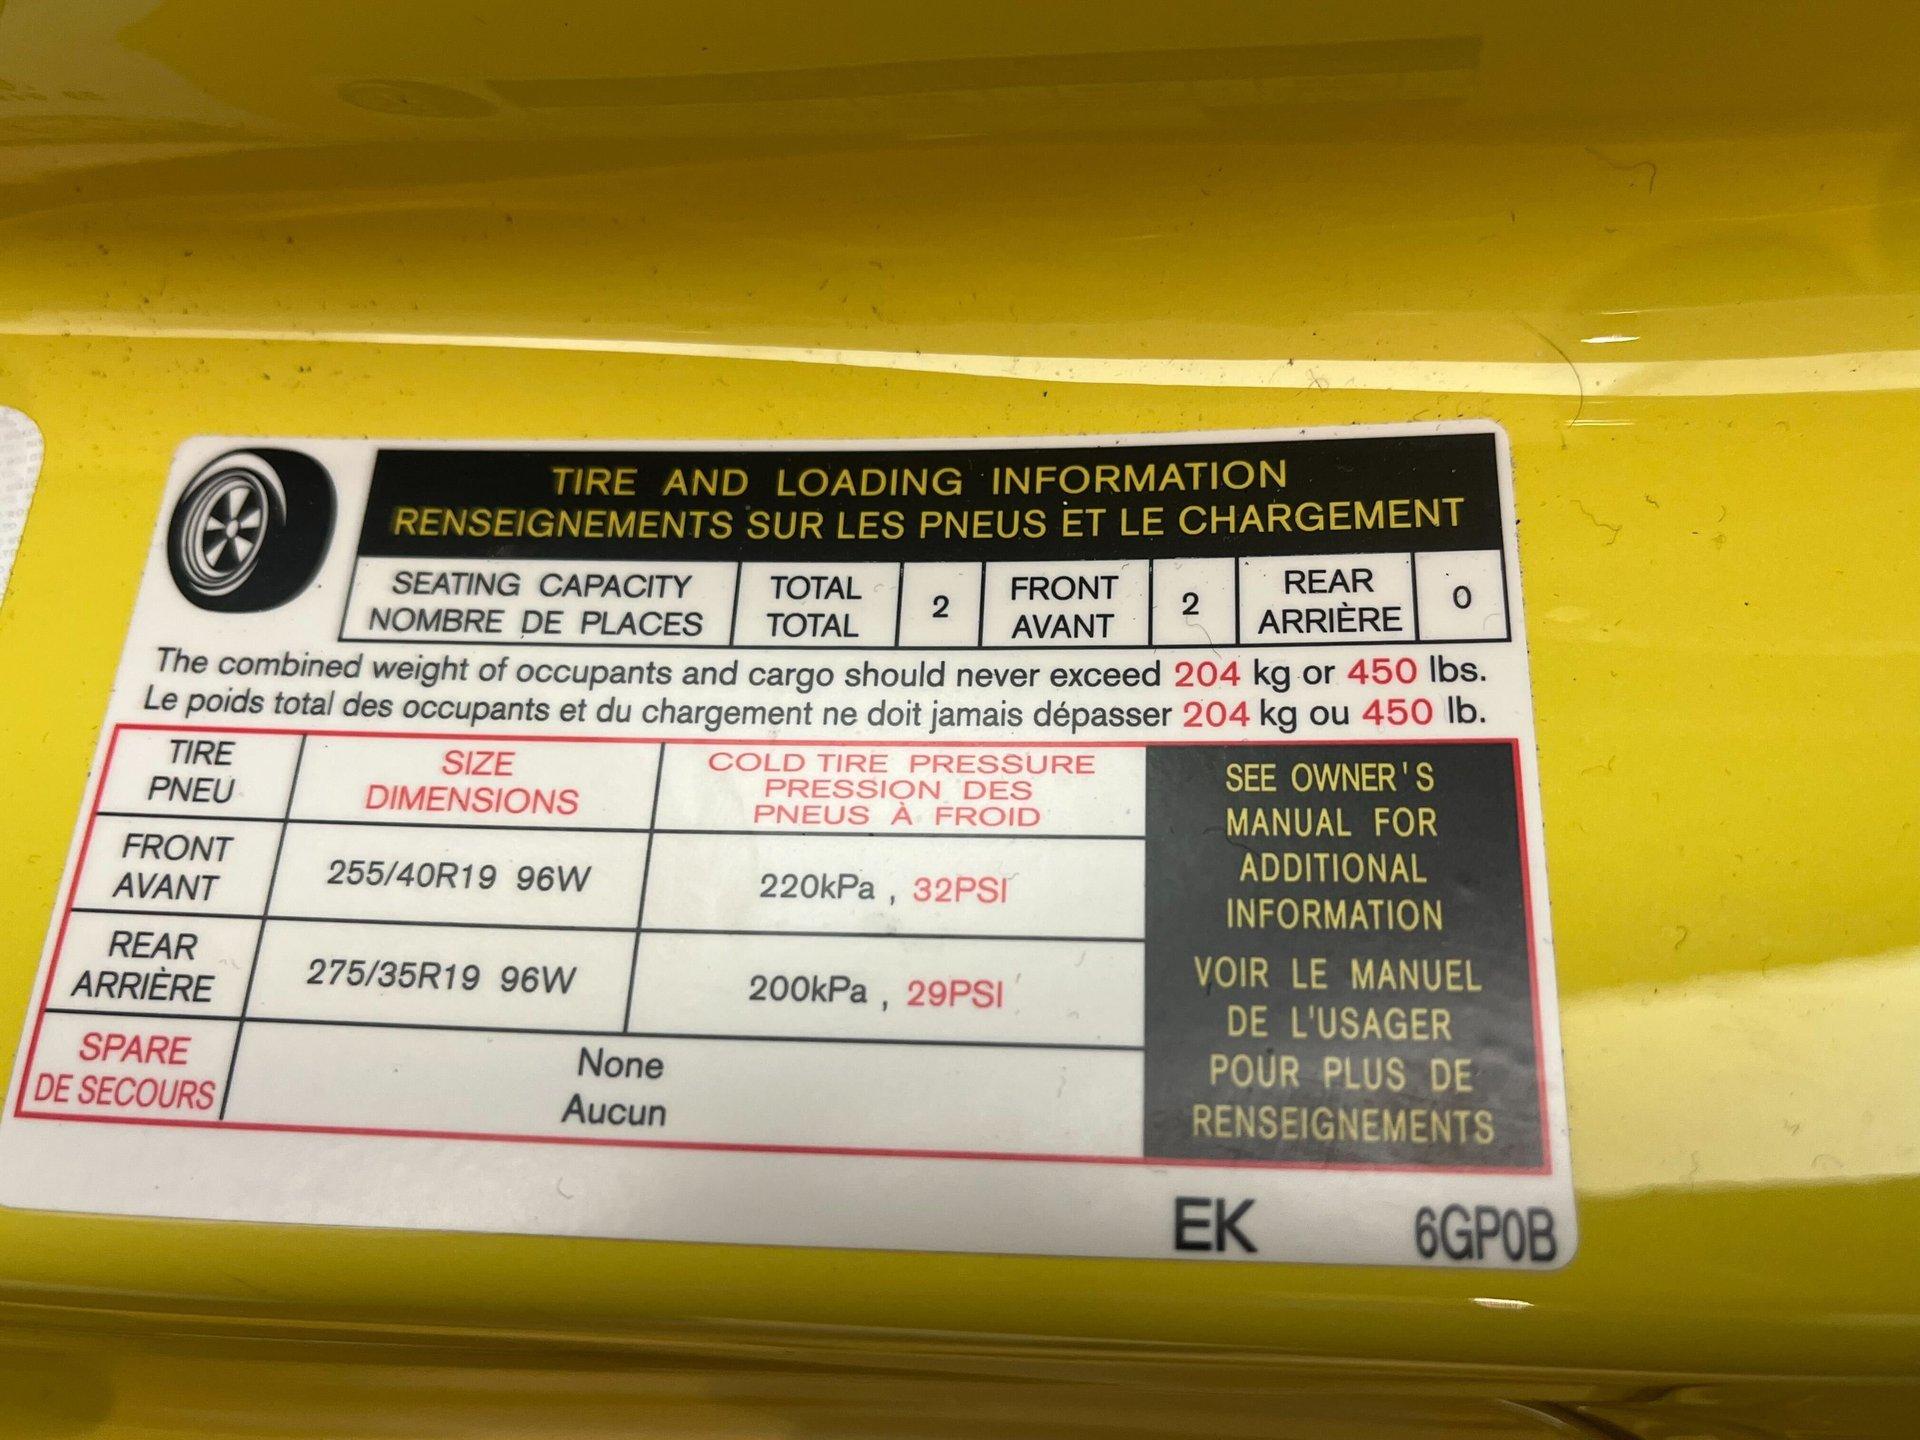 TIRE AND LOADING INFORMATION
RENSEIGNEMENTS SUR LES PNEUS ET LE CHARGEMENT
SEATING CAPACITY
NOMBRE DE PLACES
TOTAL
TOTAL
2
FRONT
AVANT
2
REAR
ARRIÈRE
0
The combined weight of occupants and cargo should never exceed 204 kg or 450 lbs.
Le poids total des occupants et du chargement ne doit jamais dépasser 204 kg ou 450 lb.
TIRE
PNEU
SIZE
DIMENSIONS
COLD TIRE PRESSURE
PRESSION DES
PNEUS À FROID
FRONT
AVANT
255/40R19 96W
220kPa , 32PSI
REAR
ARRIÈRE
275/35R19 96W
200kPa , 29PSI
SPARE
DE SECOURS
None
Aucun
SEE OWNER'S
MANUAL FOR
ADDITIONAL
INFORMATION
VOIR LE MANUEL
DE L'USAGER
POUR PLUS DE
RENSEIGNEMENTS
EK 6GP0B